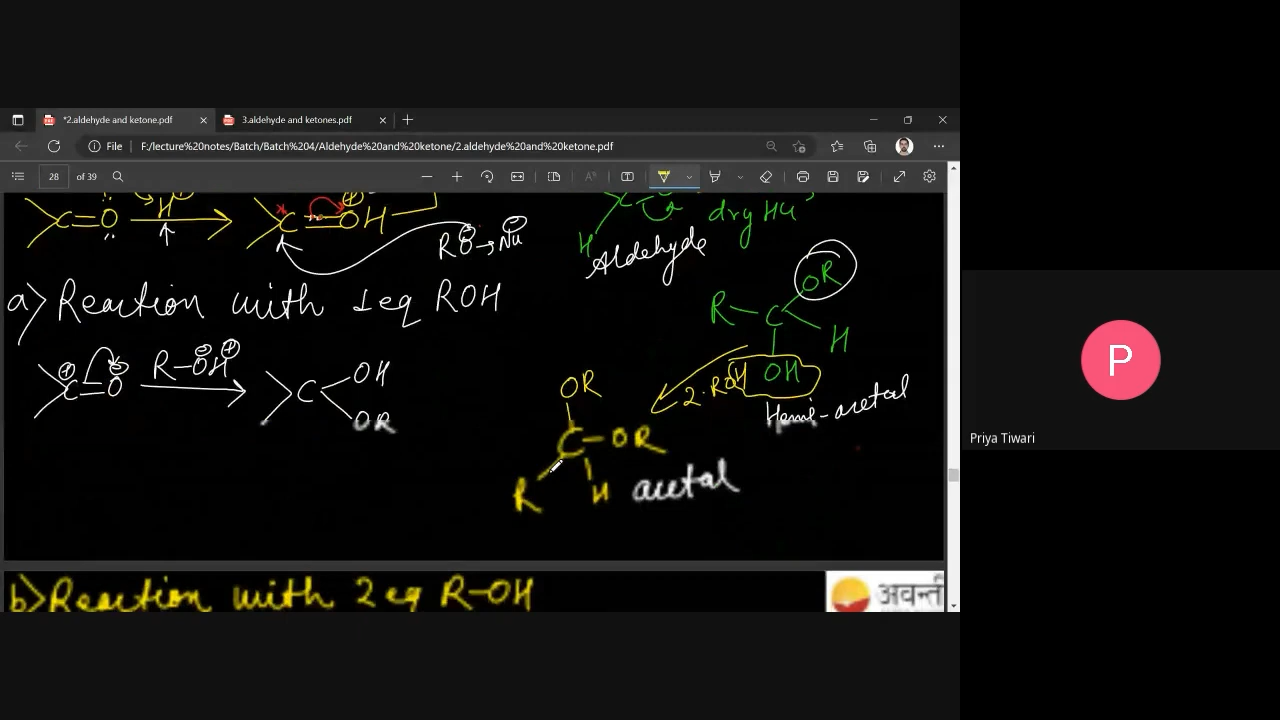 *2.aldehyde and ketone.pdf
3.aldehyde and ketones.pdf
File F:/lecture%20notes/Batch/Batch%204/Aldehyde%20and%20ketone/2.aldehyde%20and%20ketone.pdf
28 of 39
C=O H⊕ C=OH ⊕
RO⊖→Nu⊖
H dry HCl
Aldehyde
a) Reaction with 1eq ROH
R-C OR H OH
Hemi-acetal
⊕ C=O R-O⊖H⊕ C OH OR
2·ROH
OR
C-OR
R H acetal
b) Reaction with 2eq R-OH
अवन्त
P
Priya Tiwari